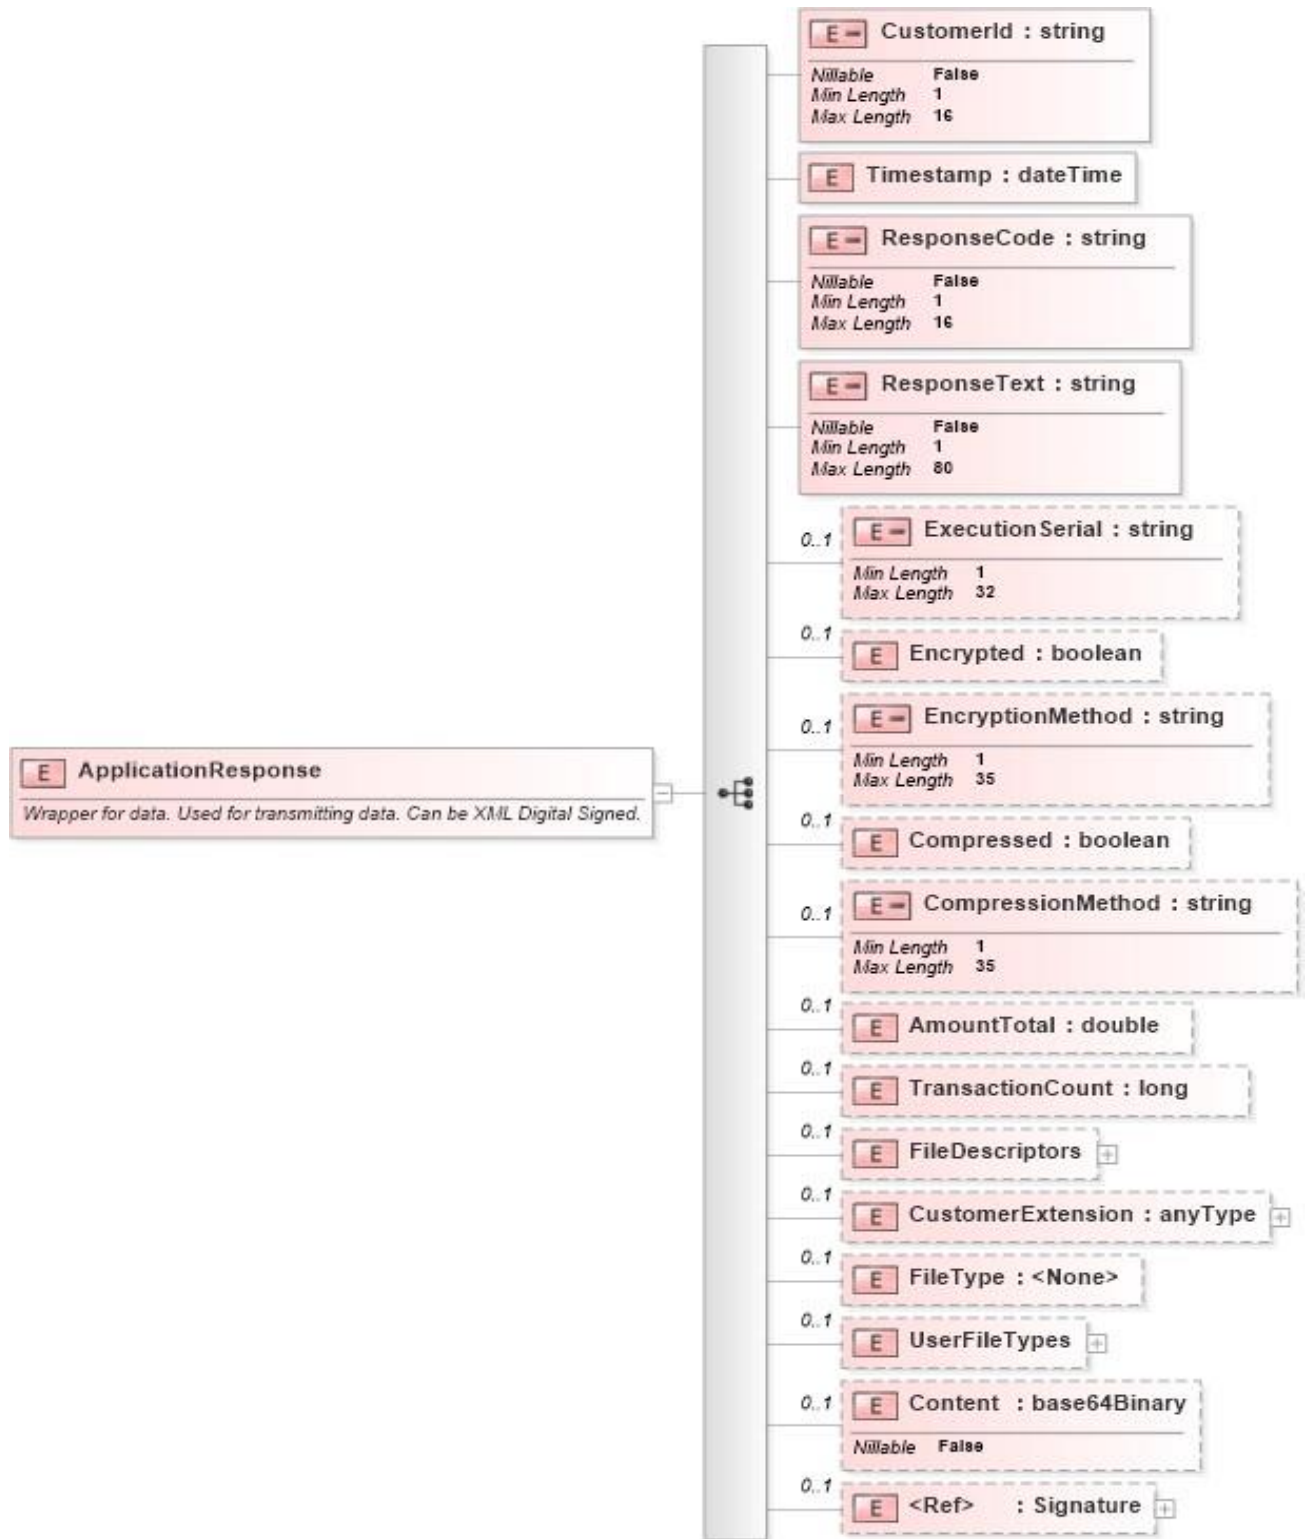 E CustomerId : string
Nillable False
Min Length 1
Max Length 16
E Timestamp : dateTime
E ResponseCode : string
Nillable False
Min Length 1
Max Length 16
E ResponseText : string
Nillable False
Min Length 1
Max Length 80
0..1 E ExecutionSerial : string
Min Length 1
Max Length 32
0..1 E Encrypted : boolean
0..1 E EncryptionMethod : string
Min Length 1
Max Length 35
E ApplicationResponse
Wrapper for data. Used for transmitting data. Can be XML Digital Signed.
0..1 E Compressed : boolean
0..1 E CompressionMethod : string
Min Length 1
Max Length 35
0..1 E AmountTotal : double
0..1 E TransactionCount : long
0..1 E FileDescriptors
0..1 E CustomerExtension : anyType
0..1 E FileType : <None>
0..1 E UserFileTypes
0..1 E Content : base64Binary
Nillable False
0..1 E <Ref> : Signature